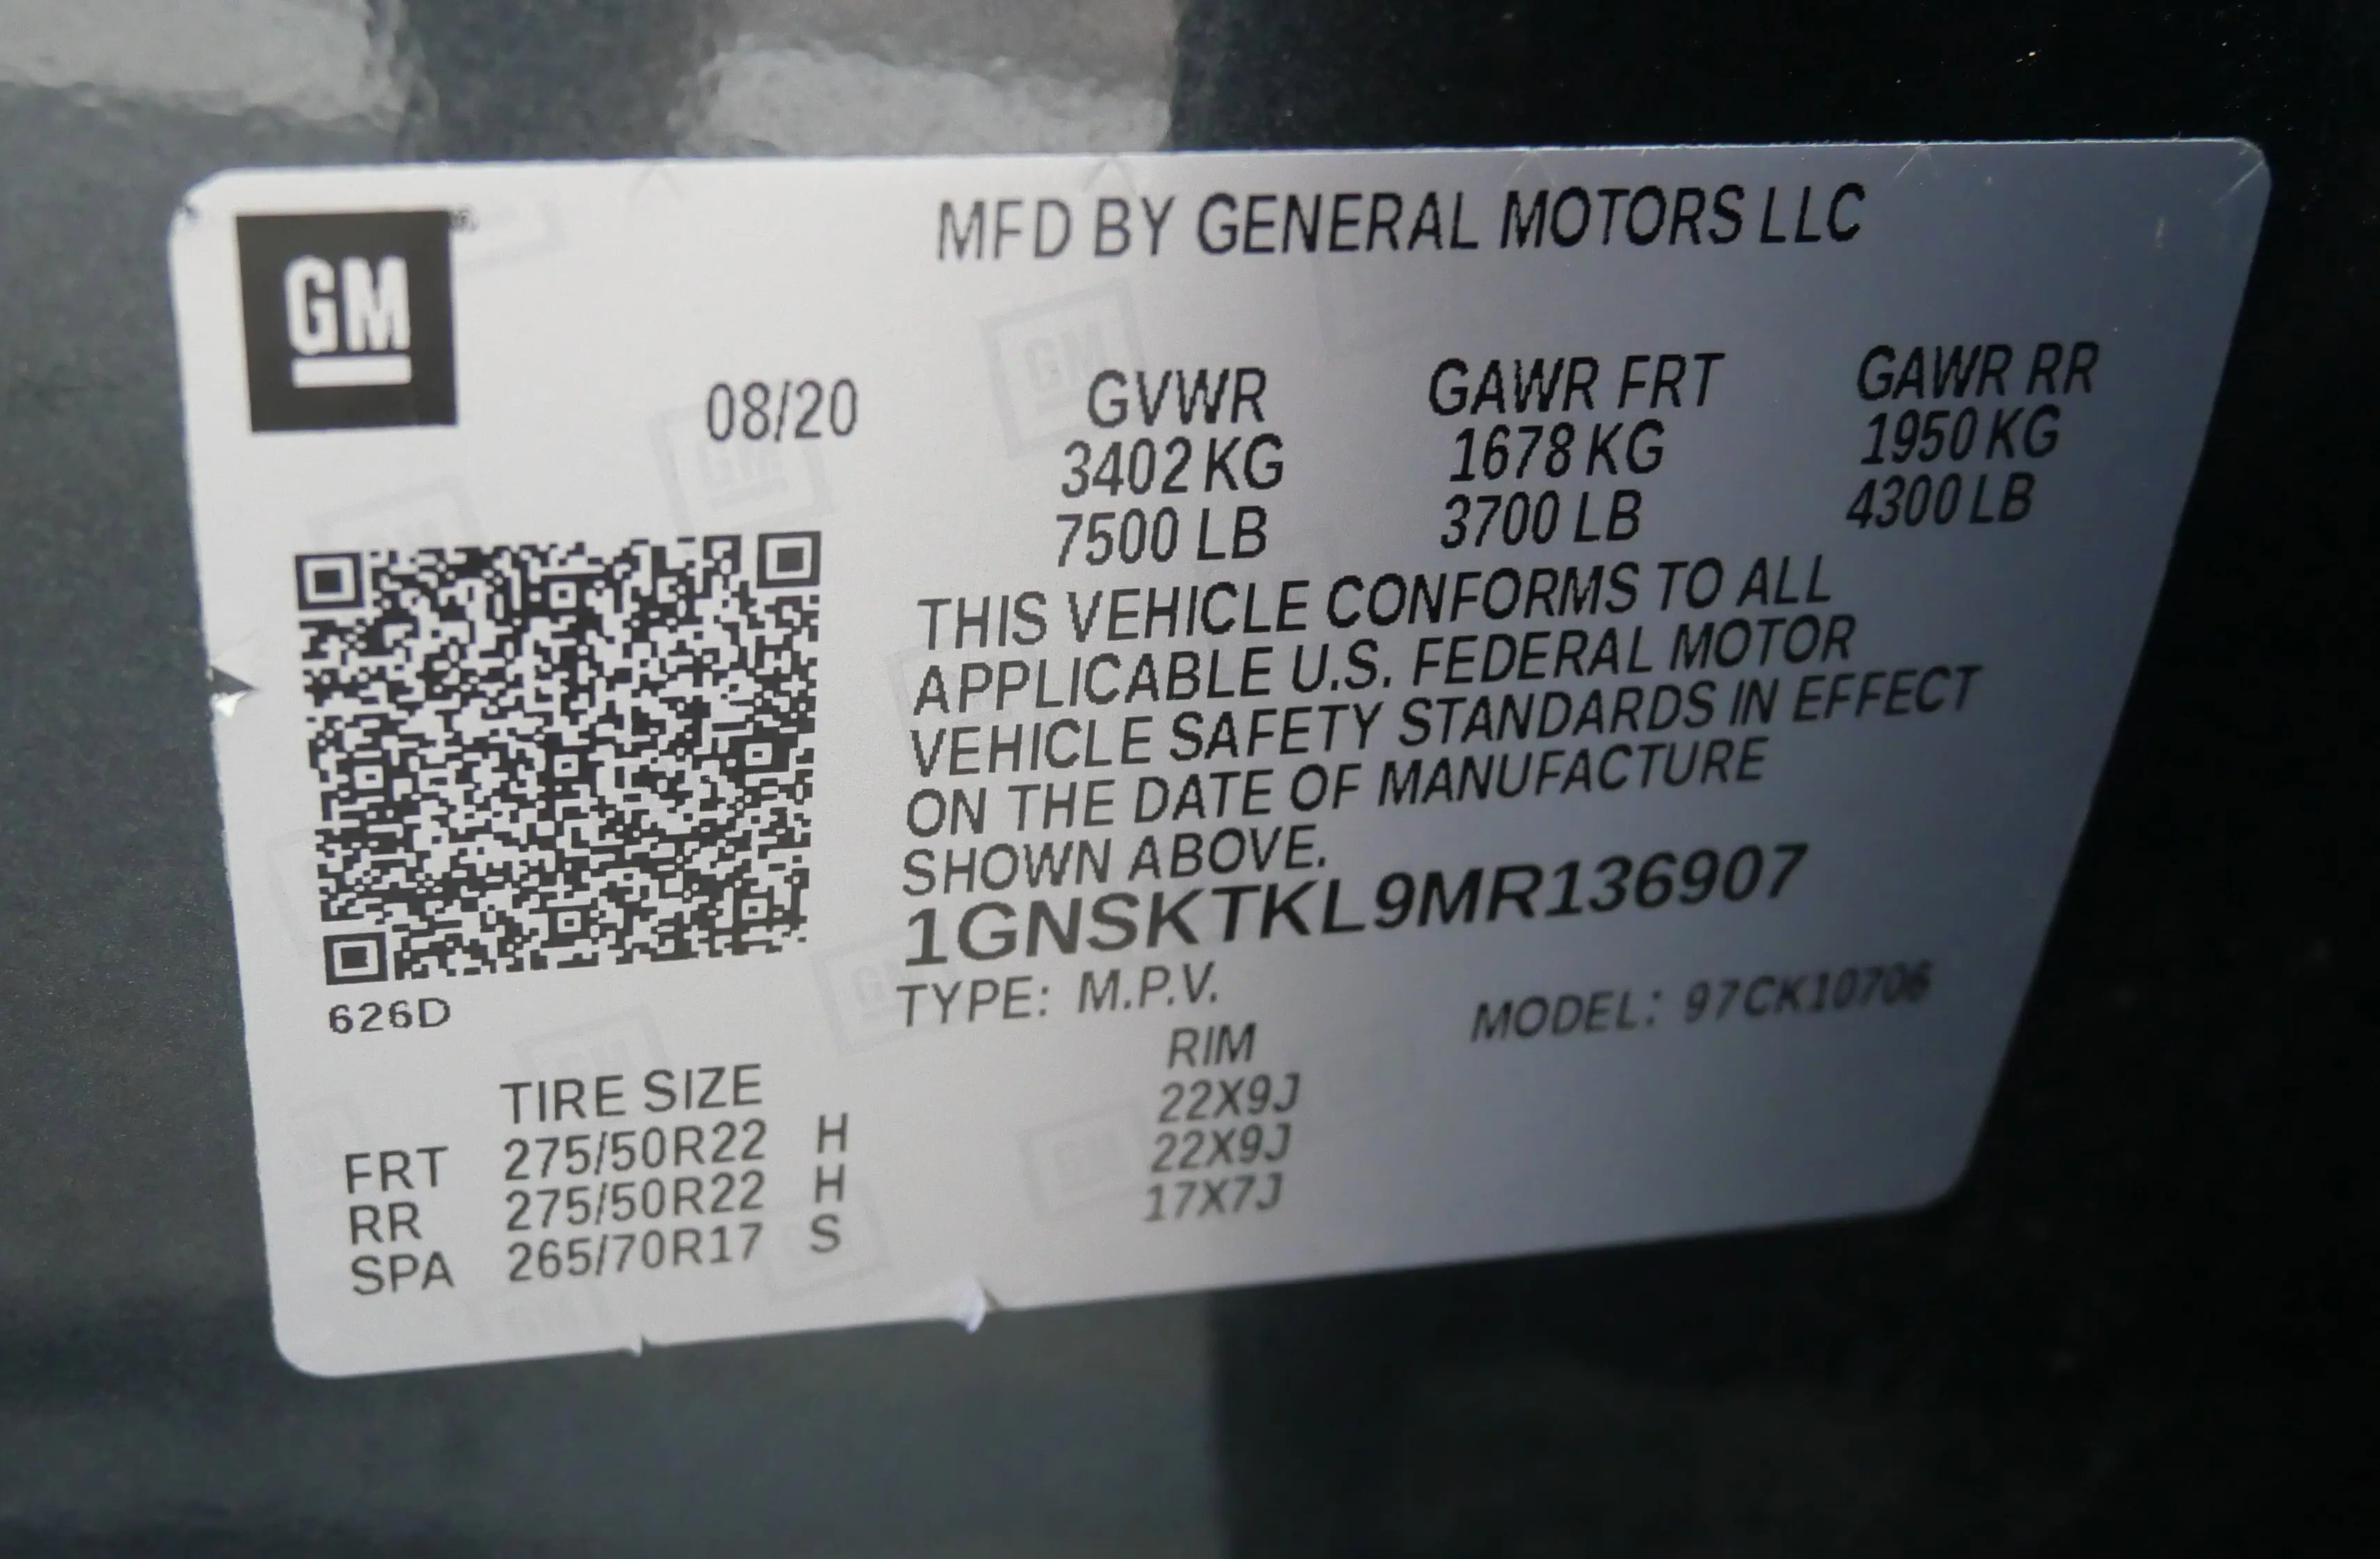 GM
MFD BY GENERAL MOTORS LLC
08/20
GVWR GAWR FRT GAWR RR
3402 KG 1678 KG 1950 KG
7500 LB 3700 LB 4300 LB
THIS VEHICLE CONFORMS TO ALL
APPLICABLE U.S. FEDERAL MOTOR
VEHICLE SAFETY STANDARDS IN EFFECT
ON THE DATE OF MANUFACTURE
SHOWN ABOVE.
1GNSKTKL9MR136907
626D
TYPE: M.P.V. MODEL: 97CK10706
TIRE SIZE RIM
FRT 275/50R22 H 22X9J
RR 275/50R22 H 22X9J
SPA 265/70R17 S 17X7J